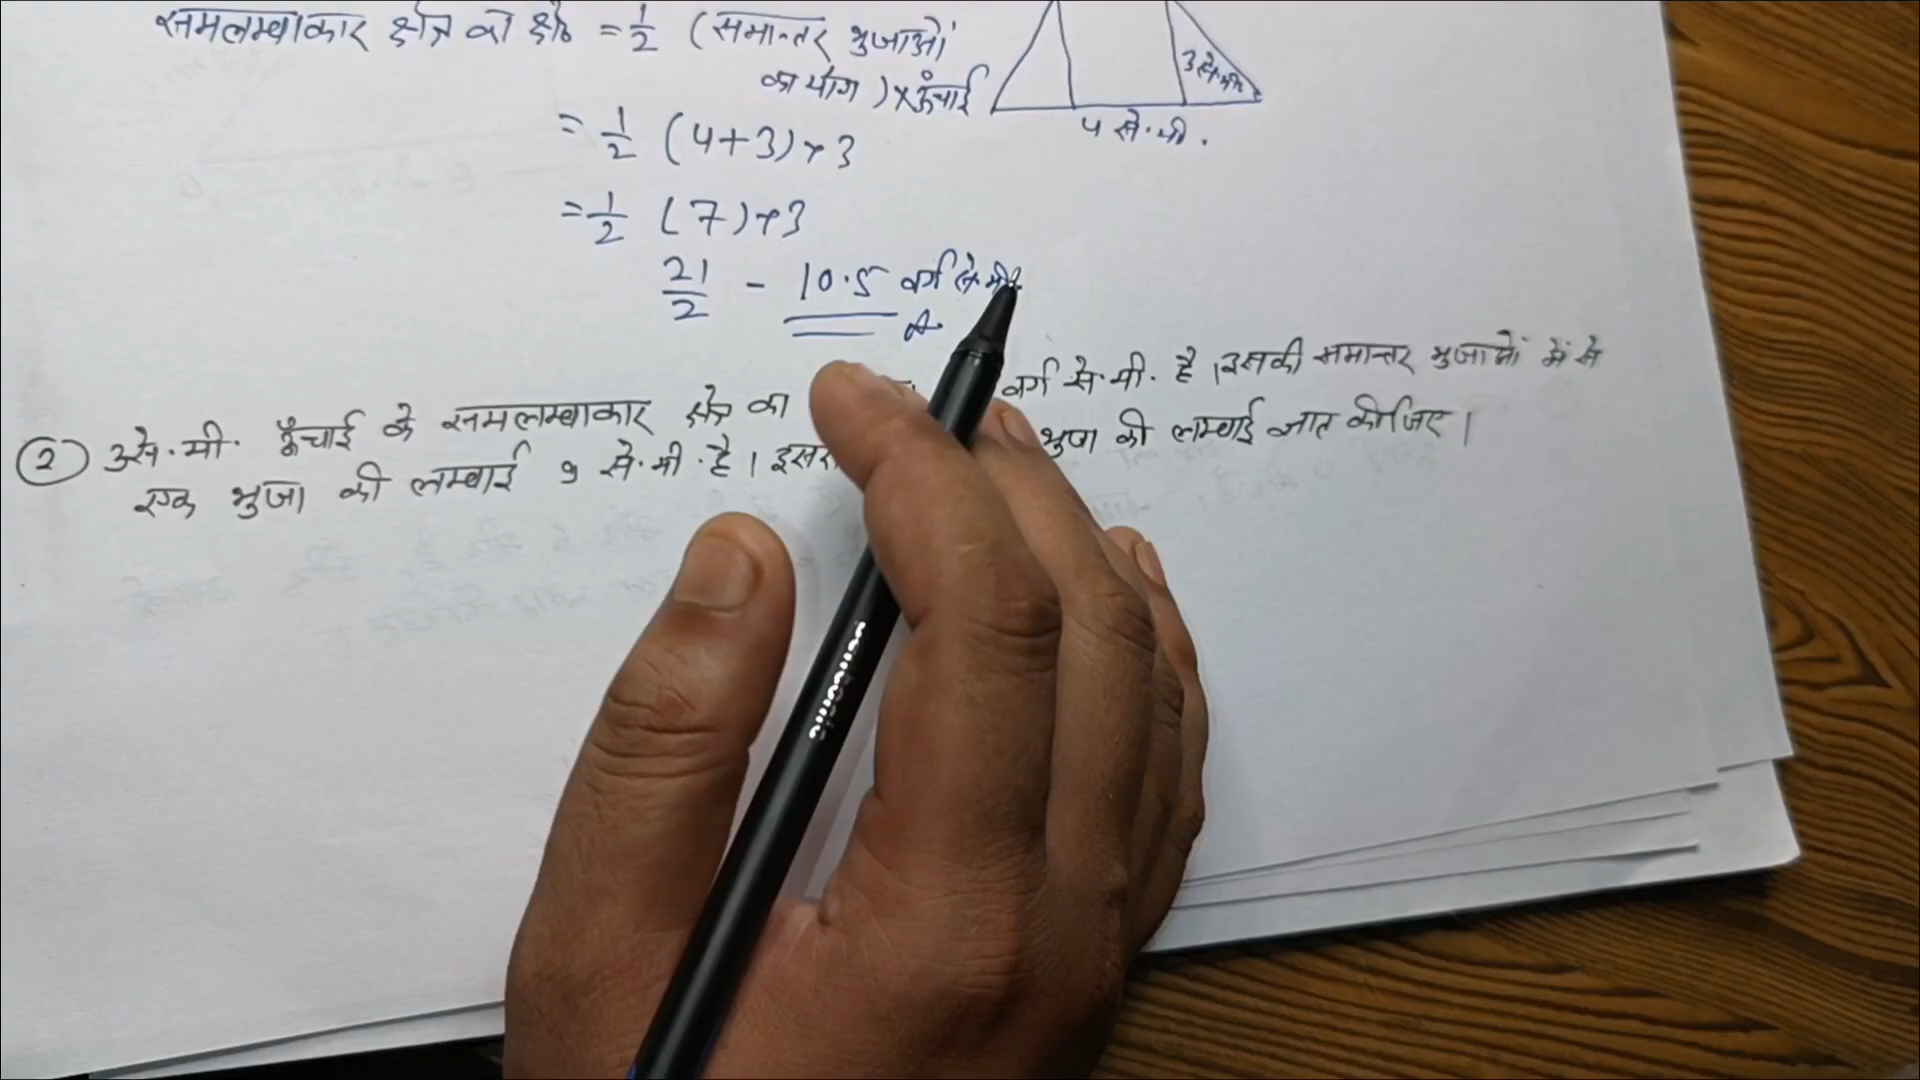 समलम्बाकार क्षेत्र का क्षे० = 1/2 (समान्तर भुजाओं
का योग) × ऊंचाई
= 1/2 (4+3) × 3
= 1/2 (7) × 3
21/2 - 10.5 वर्ग से.मी.
3 से.मी.
4 से.मी.
② 3 से.मी. ऊँचाई के समलम्बाकार क्षेत्र का वर्ग से.मी. है। इसकी समान्तर भुजाओं में से
एक भुजा की लम्बाई 9 से.मी. है। भुजा की लम्बाई ज्ञात कीजिए।